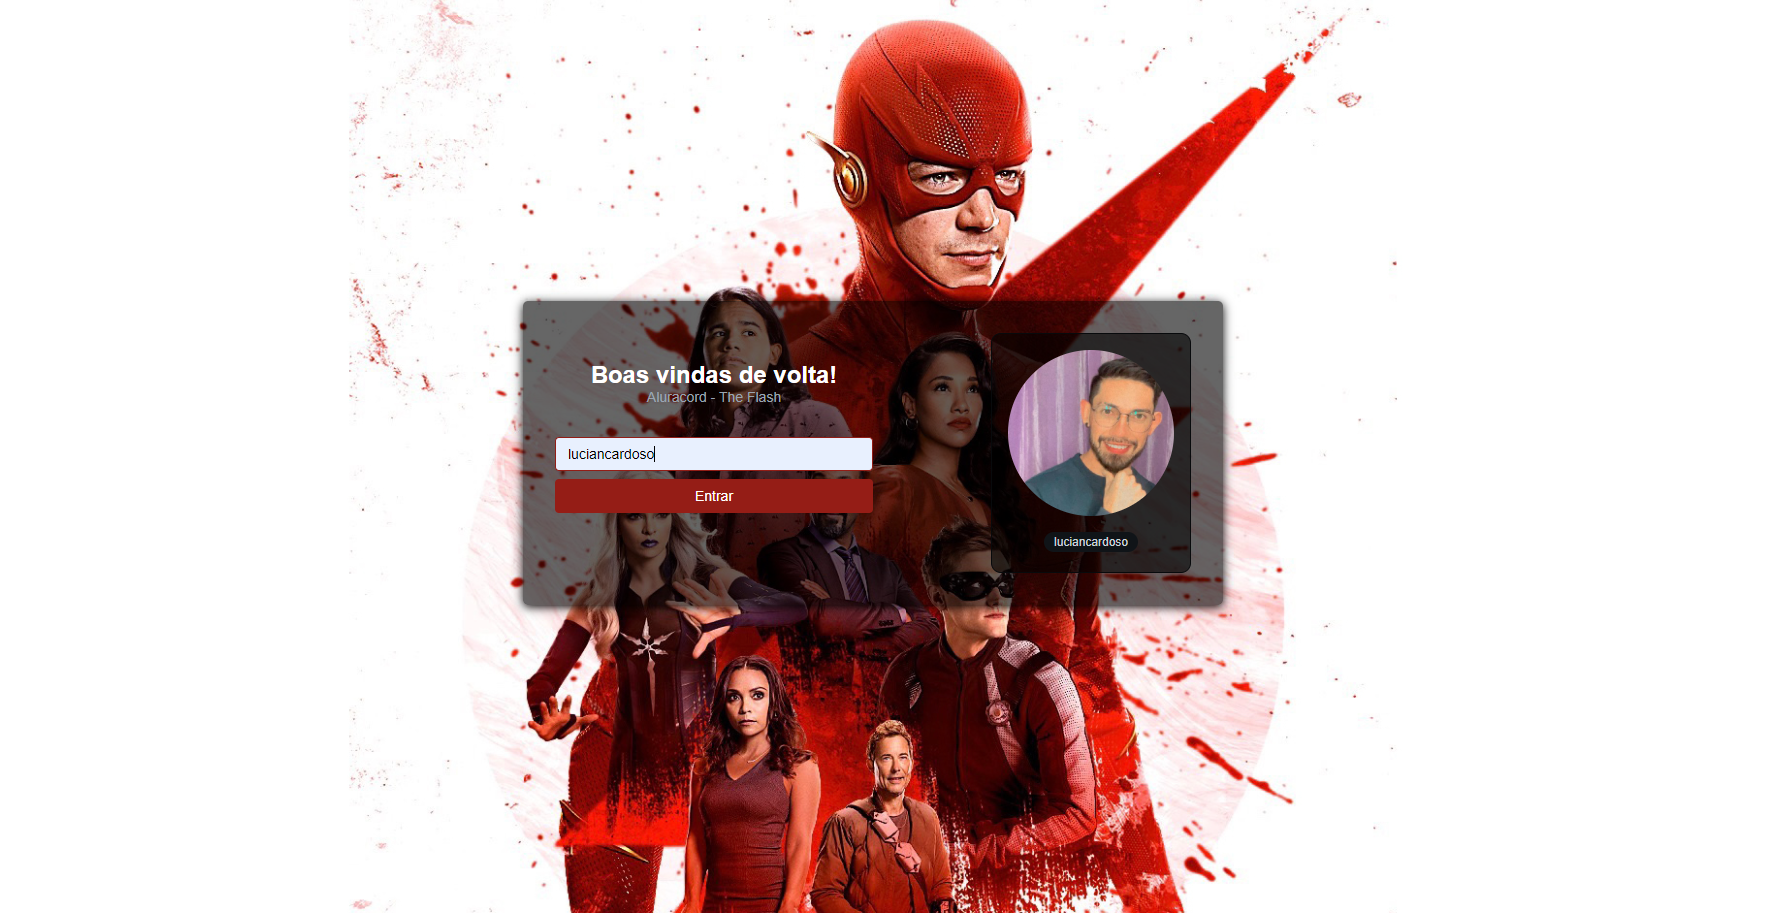 Boas vindas de volta!
Aluracord - The Flash
luciancardoso
Entrar
luciancardoso